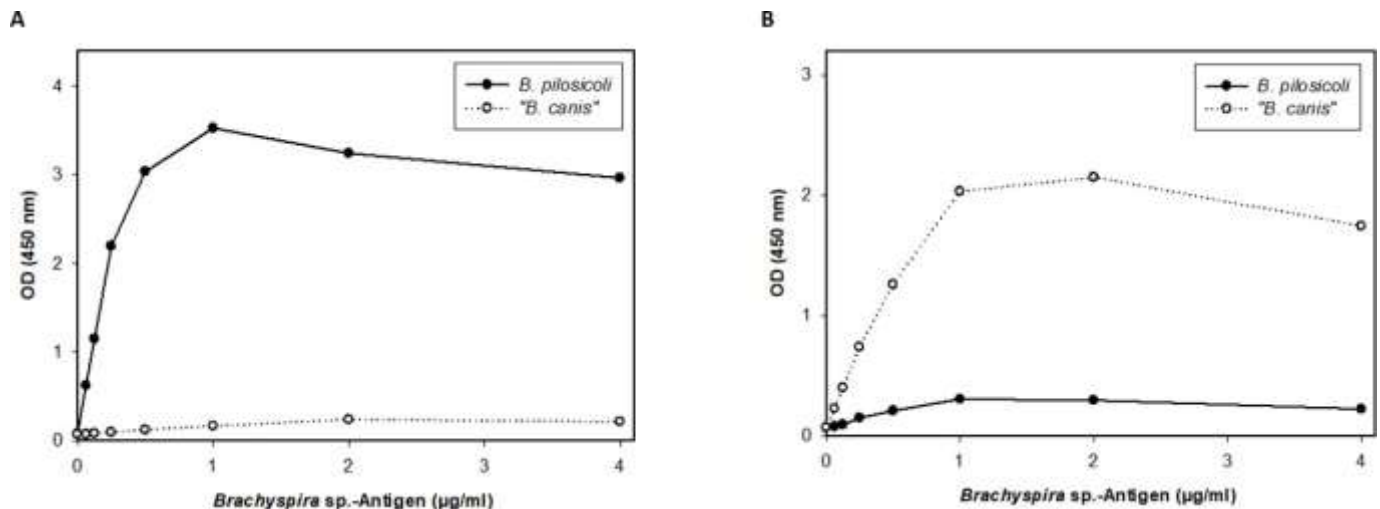 A
4
3
2
1
0
OD (450 nm)
B. pilosicoli
"B. canis"
0
1
2
3
4
Brachyspira sp.-Antigen (µg/ml)
B
3
2
1
0
OD (450 nm)
B. pilosicoli
"B. canis"
0
1
2
3
4
Brachyspira sp.-Antigen (µg/ml)